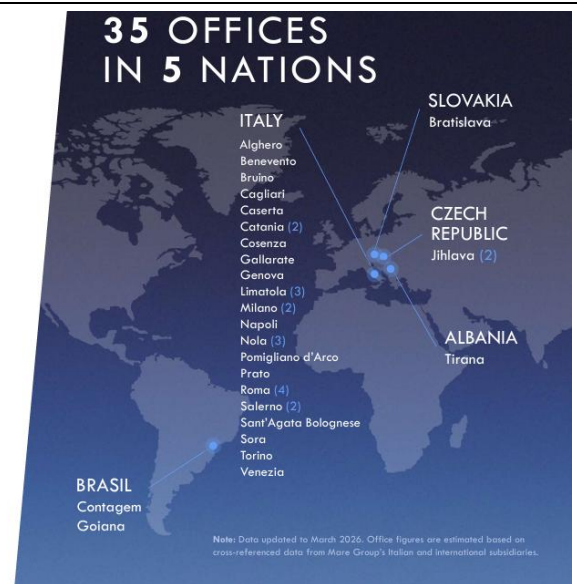 35 OFFICES
IN 5 NATIONS
ITALY
Alghero
Benevento
Bruino
Cagliari
Caserta
Catania (2)
Cosenza
Gallarate
Genova
Limatola (3)
Milano (2)
Napoli
Nola (3)
Pomigliano d'Arco
Prato
Roma (4)
Salerno (2)
Sant'Agata Bolognese
Sora
Torino
Venezia
SLOVAKIA
Bratislava
CZECH
REPUBLIC
Jihlava (2)
ALBANIA
Tirana
BRASIL
Contagem
Goiana
Note: Data updated to March 2026. Office figures are estimated based on
cross-referenced data from Mare Group's Italian and international subsidiaries.